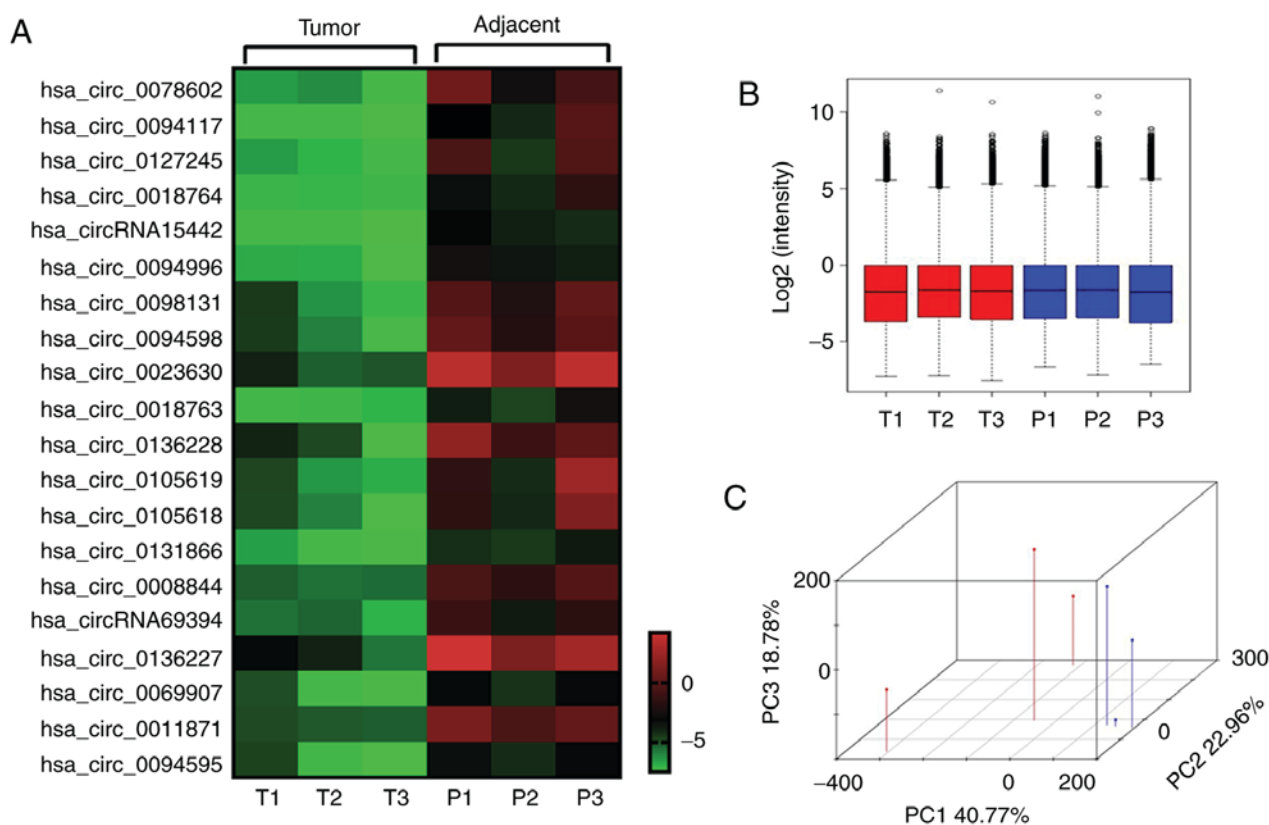 A
Tumor
Adjacent
hsa_circ_0078602
hsa_circ_0094117
hsa_circ_0127245
hsa_circ_0018764
hsa_circRNA15442
hsa_circ_0094996
hsa_circ_0098131
hsa_circ_0094598
hsa_circ_0023630
hsa_circ_0018763
hsa_circ_0136228
hsa_circ_0105619
hsa_circ_0105618
hsa_circ_0131866
hsa_circ_0008844
hsa_circRNA69394
hsa_circ_0136227
hsa_circ_0069907
hsa_circ_0011871
hsa_circ_0094595
T1 T2 T3 P1 P2 P3
0
−5
B
Log2 (intensity)
10
5
0
−5
T1 T2 T3 P1 P2 P3
C
PC3 18.78%
200
0
−400 0 200
PC1 40.77%
300
0
PC2 22.96%